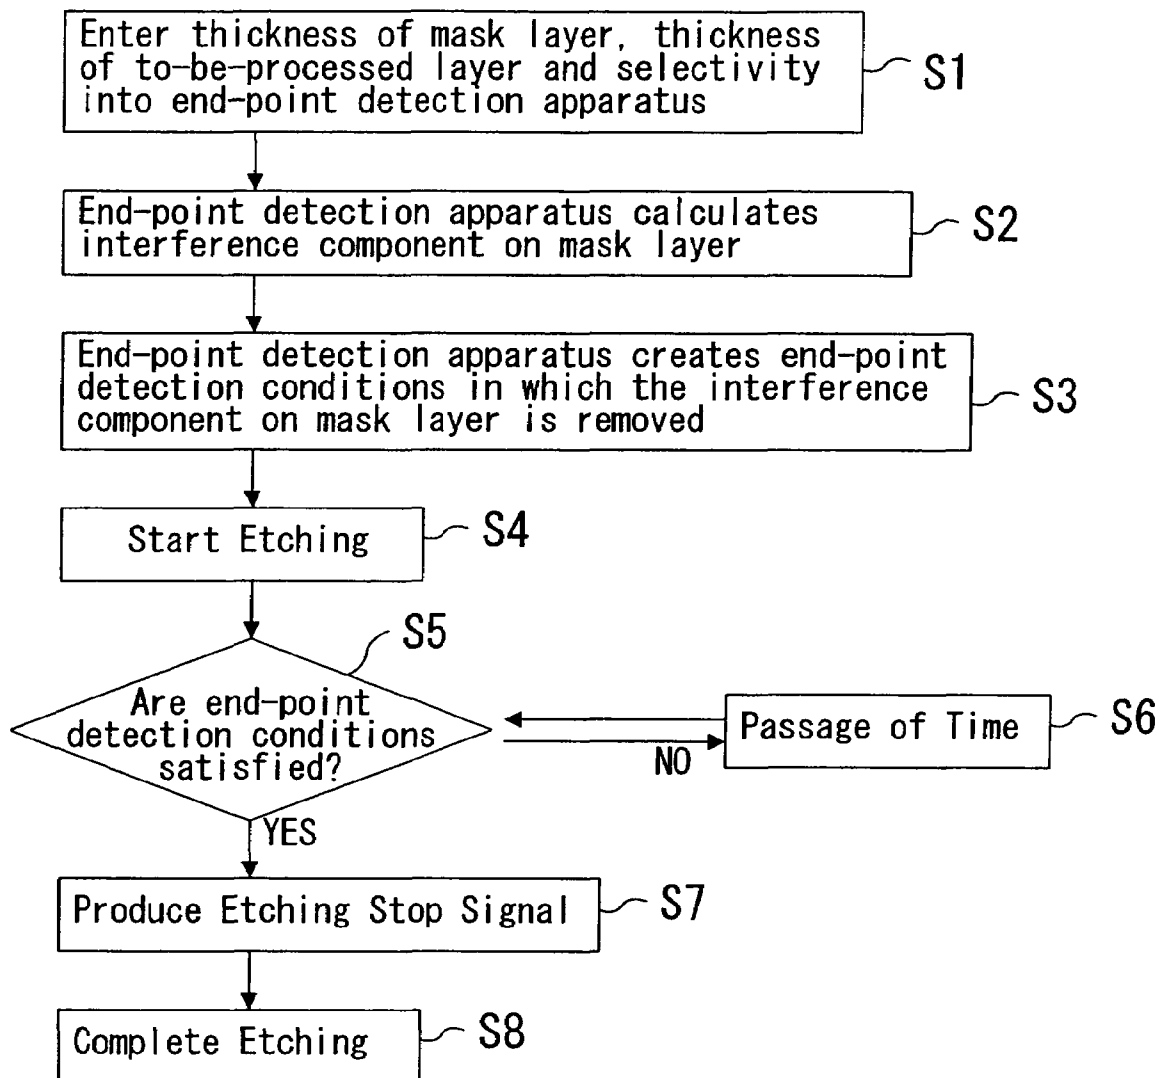 Enter thickness of mask layer, thickness
of to-be-processed layer and selectivity
into end-point detection apparatus
S1
End-point detection apparatus calculates
interference component on mask layer
S2
End-point detection apparatus creates end-point
detection conditions in which the interference
component on mask layer is removed
S3
Start Etching
S4
S5
Are end-point
detection conditions
satisfied?
Passage of Time
S6
NO
YES
Produce Etching Stop Signal
S7
Complete Etching
S8